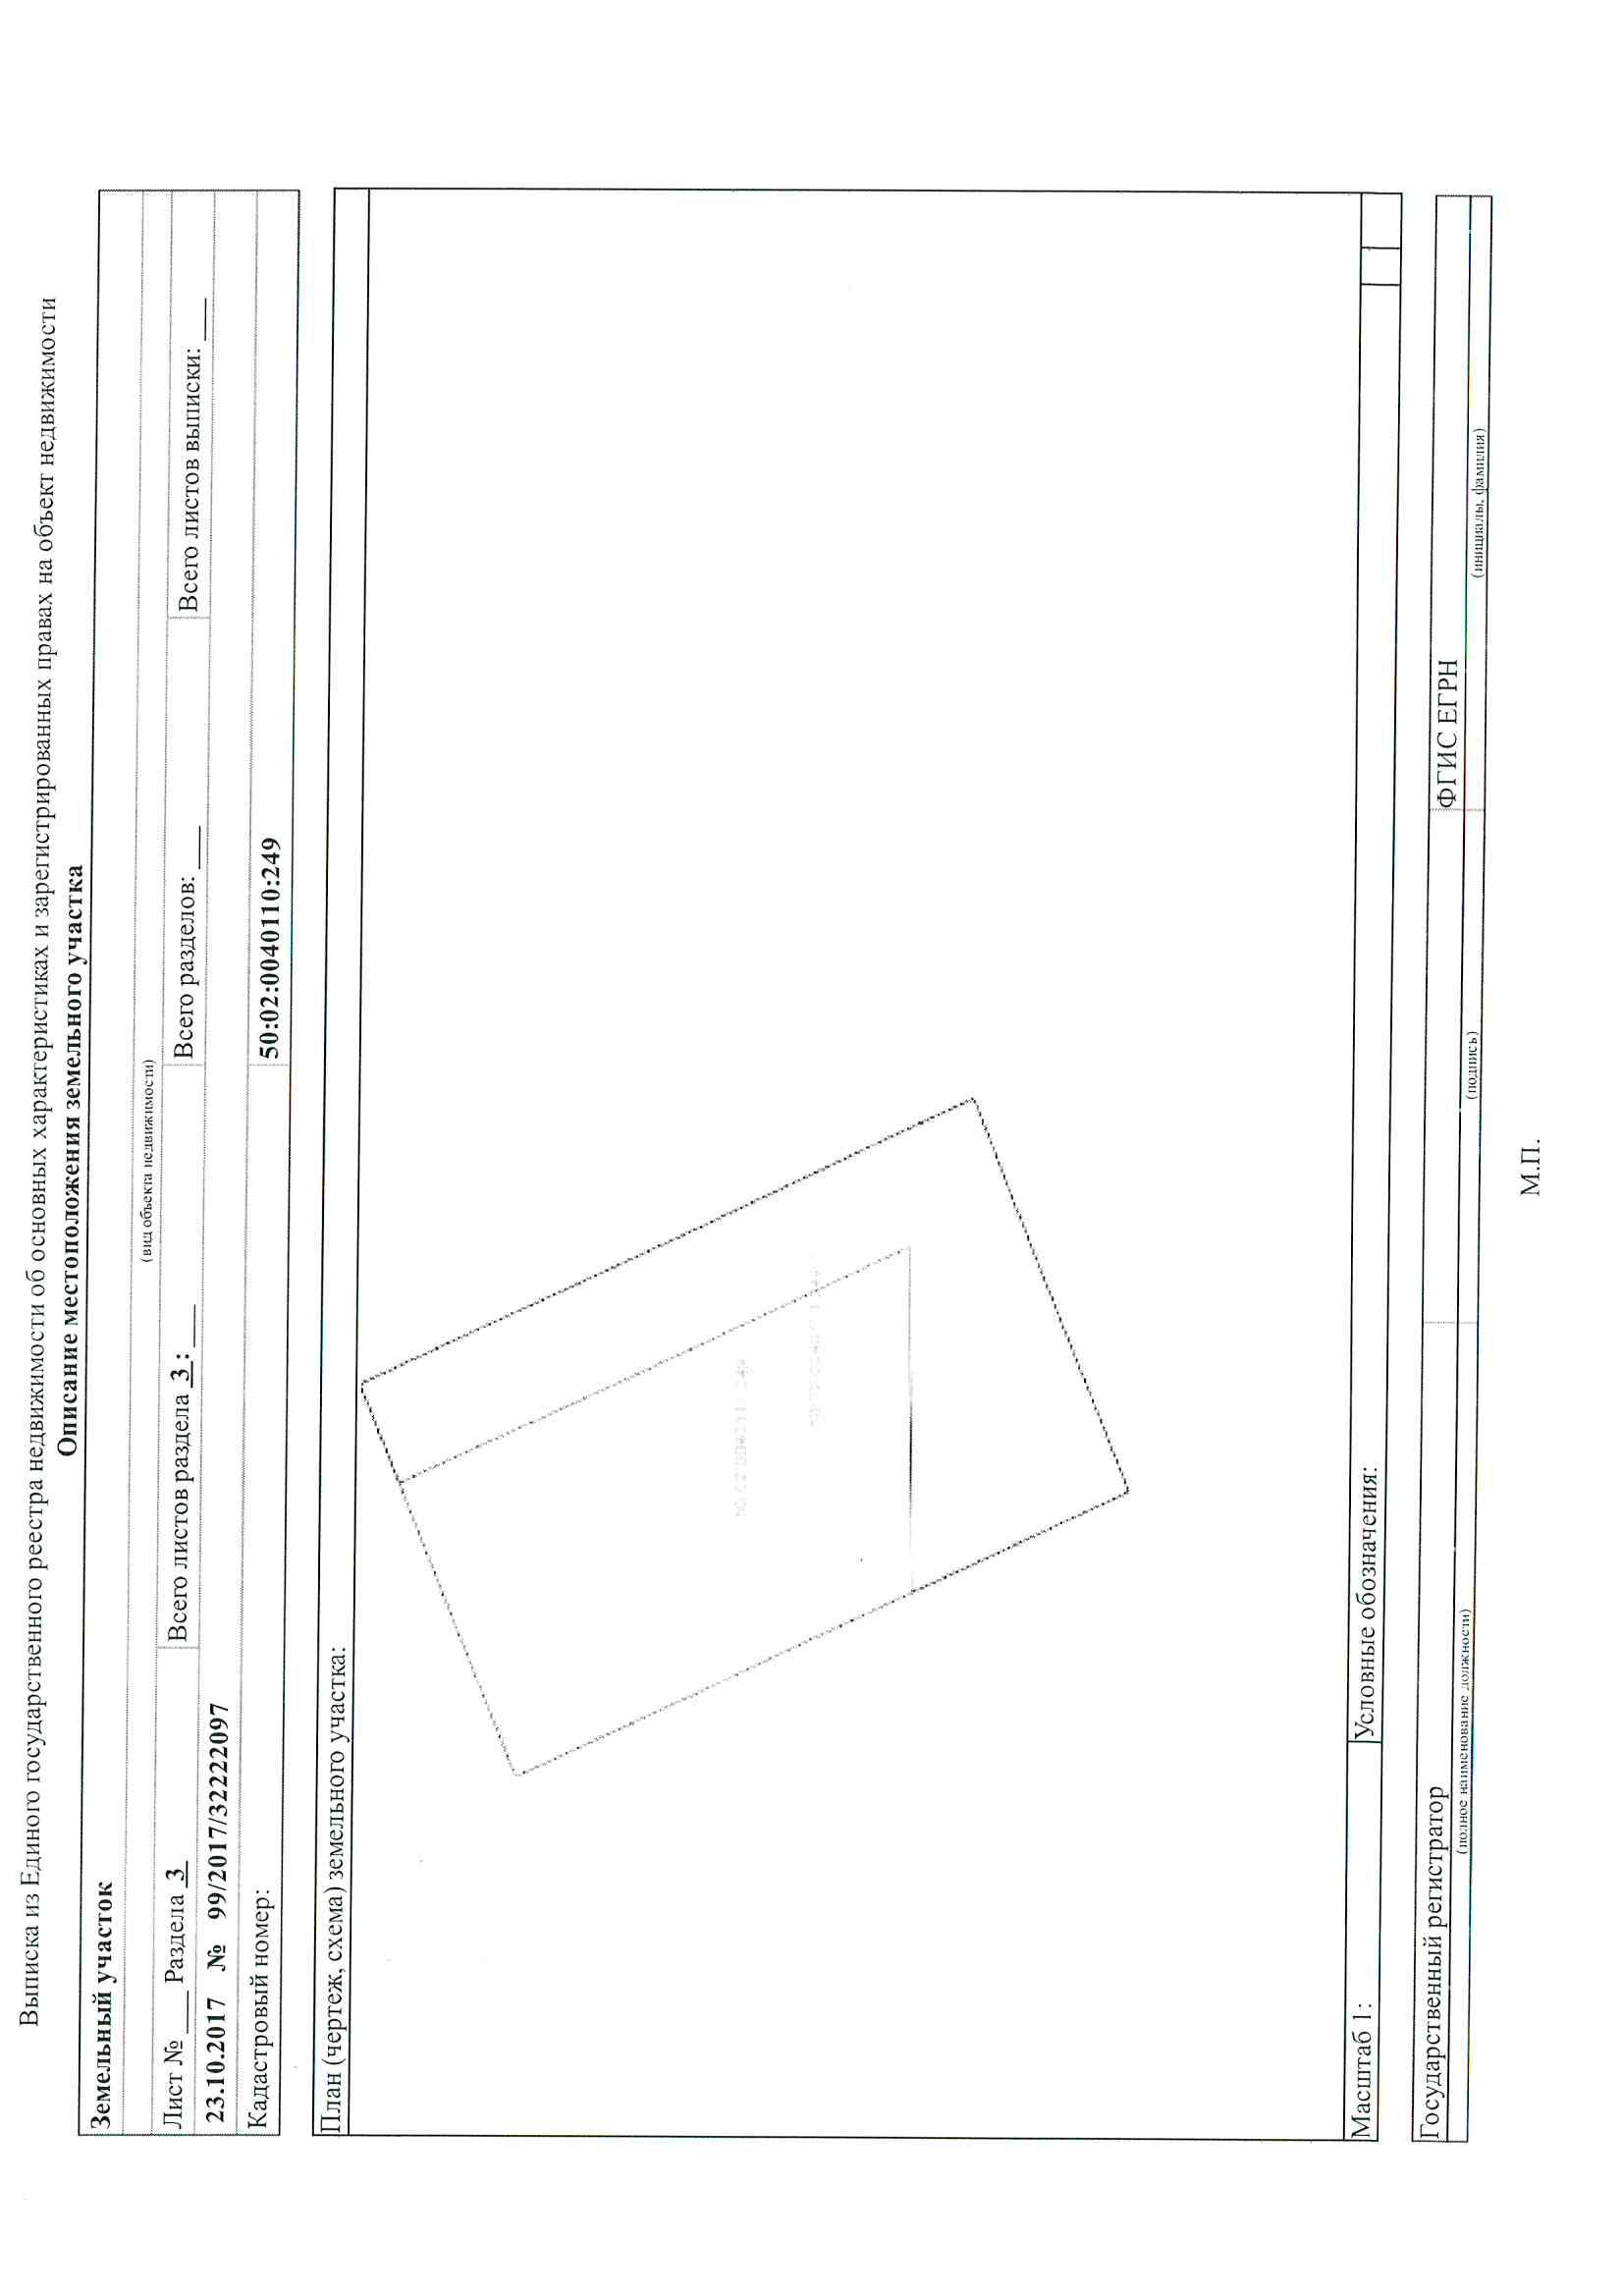 Выписка из Единого государственного реестра недвижимости об основных характеристиках и зарегистрированных правах на объект недвижимости
Описание местоположения земельного участка
Земельный участок
(вид объекта недвижимости)
Лист № ___ Раздела 3 Всего листов раздела 3 : ___ Всего разделов: ___ Всего листов выписки: ___
23.10.2017 № 99/2017/32222097
Кадастровый номер: 50:02:0040110:249
План (чертеж, схема) земельного участка:
Масштаб 1: Условные обозначения:
Государственный регистратор ФГИС ЕГРН
(полное наименование должности) (подпись) (инициалы, фамилия)
М.П.